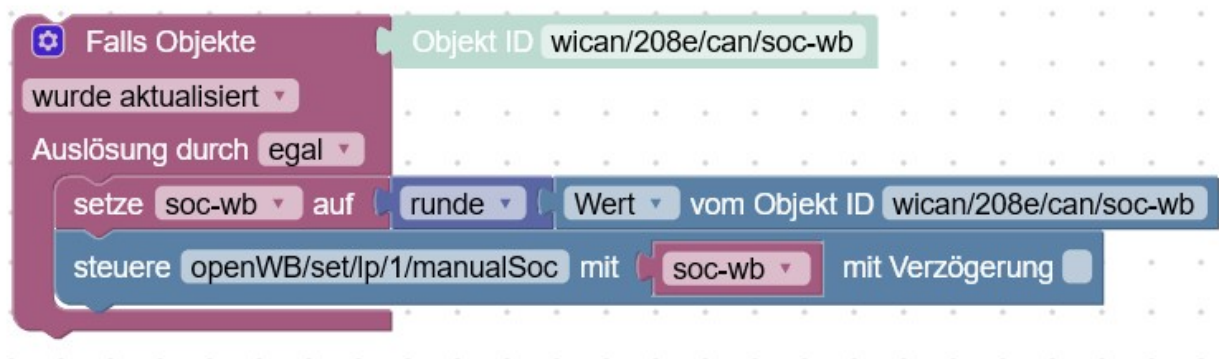 Falls Objekte Objekt ID wican/208e/can/soc-wb
wurde aktualisiert
Auslösung durch egal
setze soc-wb auf runde Wert vom Objekt ID wican/208e/can/soc-wb
steuere openWB/set/lp/1/manualSoc mit soc-wb mit Verzögerung